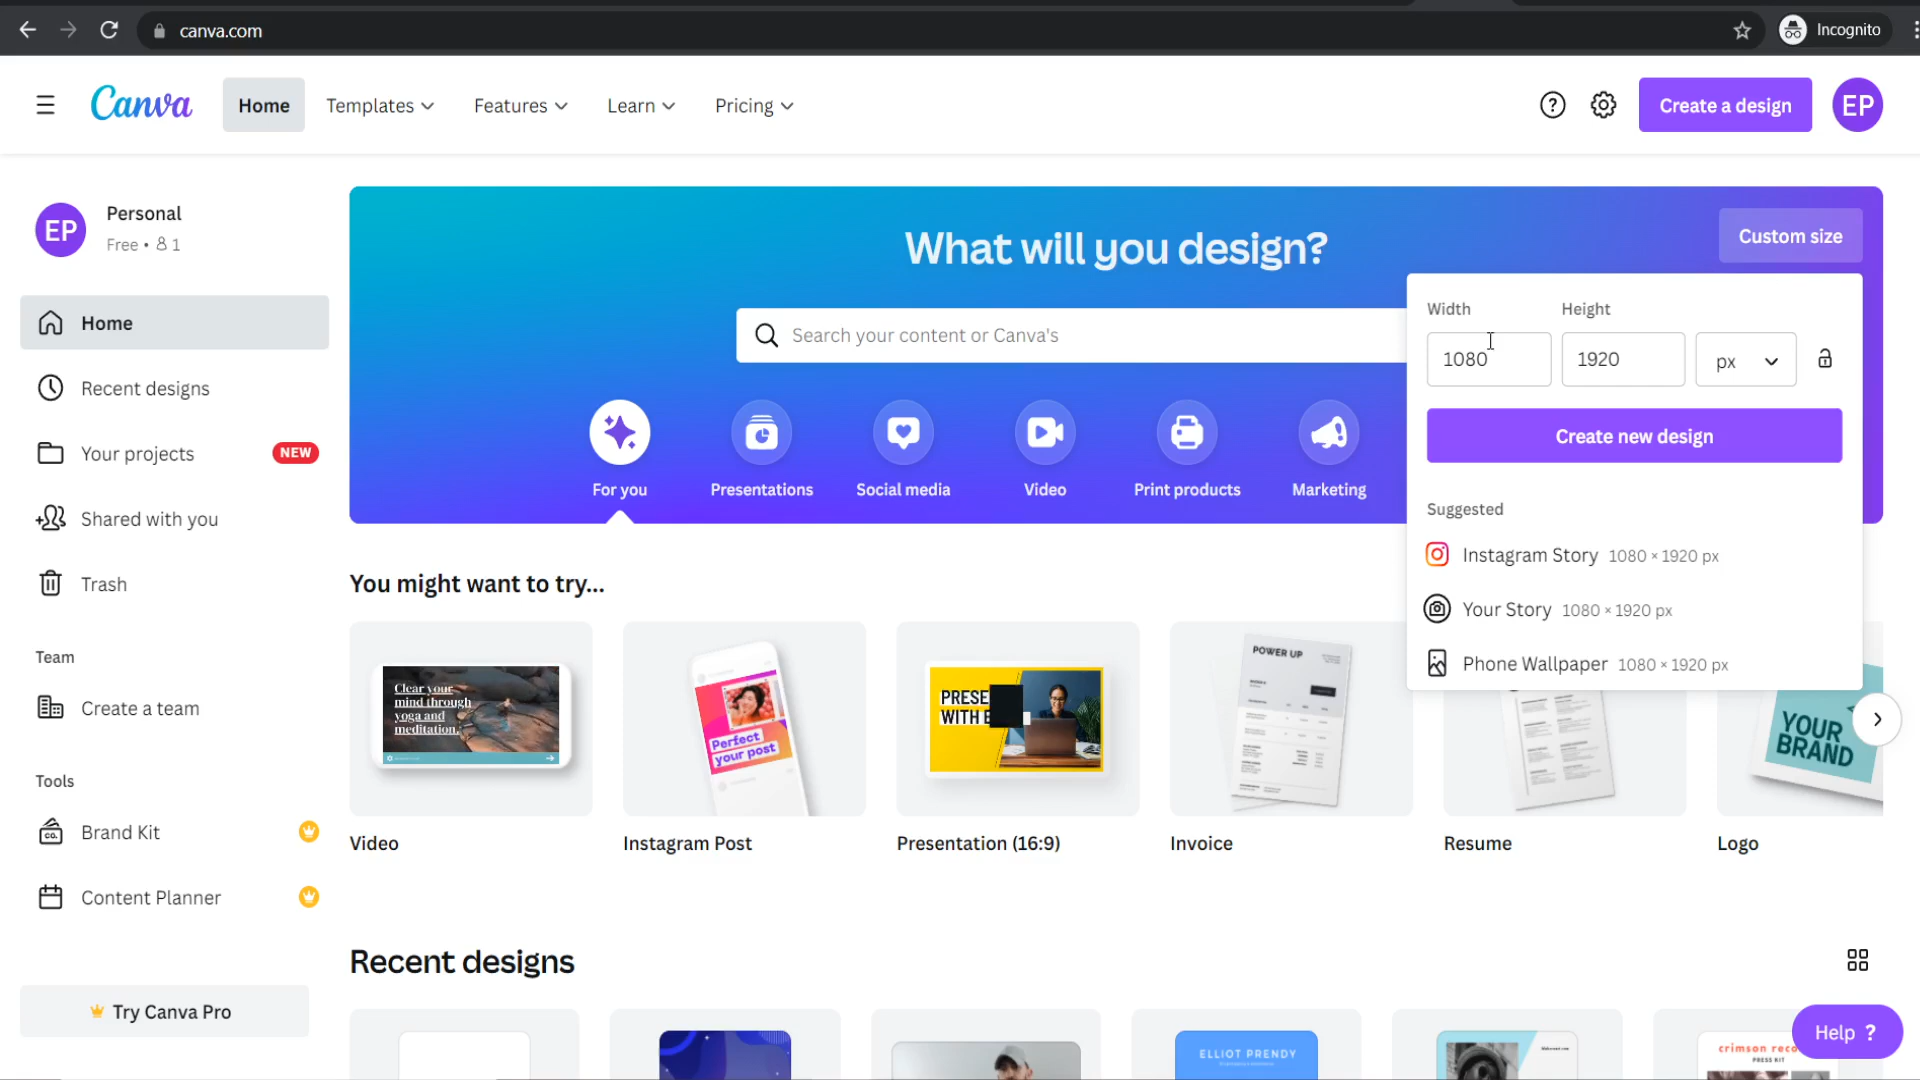 canva.com
Incognito
Canva
Home
Templates
Features
Learn
Pricing
Create a design
EP
EP
Personal
Free • 1
Home
Recent designs
Your projects
NEW
Shared with you
Trash
Team
Create a team
Tools
Brand Kit
Content Planner
Try Canva Pro
What will you design?
Custom size
Search your content or Canva's
For you
Presentations
Social media
Video
Print products
Marketing
Width
Height
1080
1920
px
Create new design
Suggested
Instagram Story 1080 × 1920 px
Your Story 1080 × 1920 px
Phone Wallpaper 1080 × 1920 px
You might want to try...
Clear your
mind through
yoga and
meditation.
Perfect
your post
PRESE
WITH
POWER UP
YOUR
BRAND
Video
Instagram Post
Presentation (16:9)
Invoice
Resume
Logo
Recent designs
ELLIOT PRENDY
crimson reco
PRESS KIT
Help ?